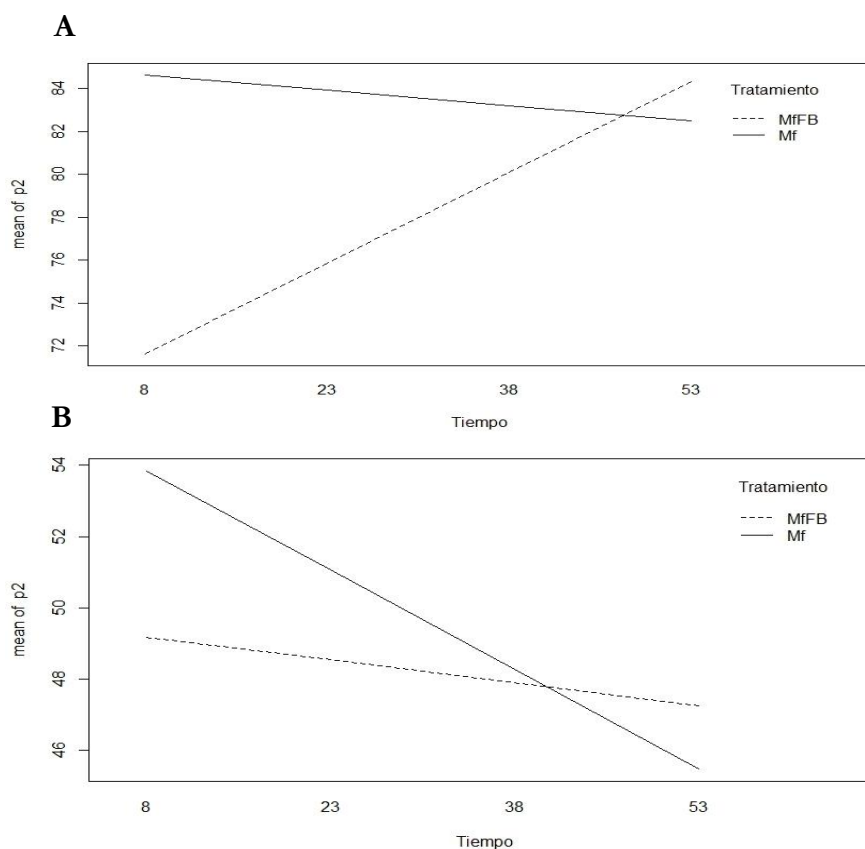 A
84
82
80
78
76
74
72
mean of p2
Tratamiento
MfFB
Mf
8 23 38 53
Tiempo
B
54
52
50
48
46
mean of p2
Tratamiento
MfFB
Mf
8 23 38 53
Tiempo